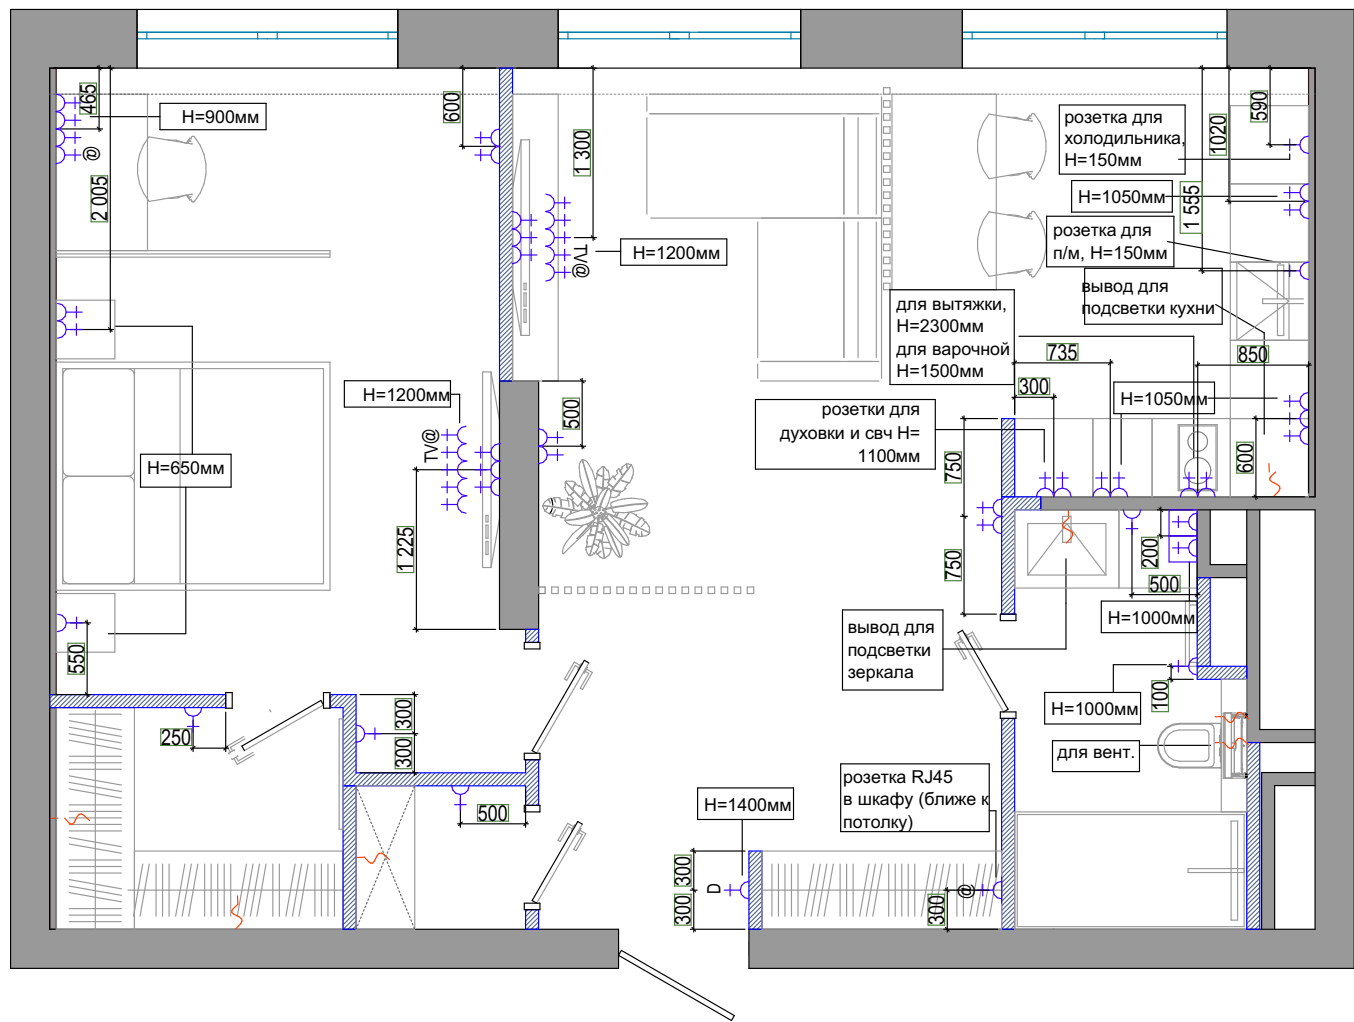 465
H=900мм
@
2 005
600
1 300
TV@
H=1200мм
розетка для
холодильника,
H=150мм
1020
590
H=1050мм
1 555
розетка для
п/м, H=150мм
вывод для
подсветки кухни
для вытяжки,
H=2300мм
для варочной
H=1500мм
735
850
300
H=1050мм
розетки для
духовки и свч H=
1100мм
H=1200мм
TV@
500
750
600
H=650мм
1 225
750
200
500
H=1000мм
вывод для
подсветки
зеркала
550
100
H=1000мм
250
300
300
для вент.
розетка RJ45
в шкафу (ближе к
потолку)
H=1400мм
500
300
D
300
@
300